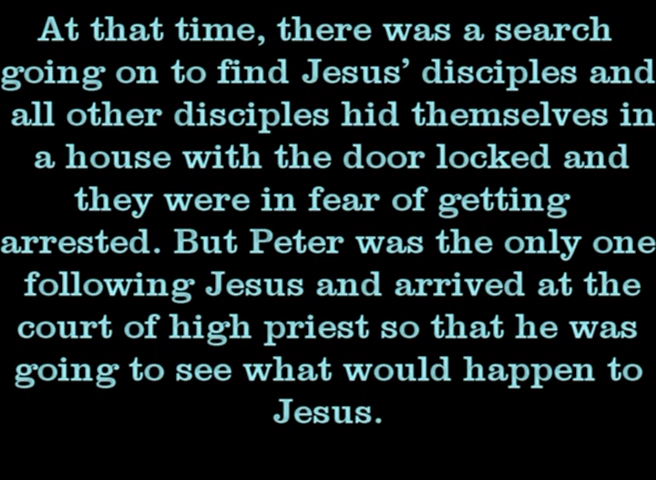 At that time, there was a search
going on to find Jesus’ disciples and
all other disciples hid themselves in
a house with the door locked and
they were in fear of getting
arrested. But Peter was the only one
following Jesus and arrived at the
court of high priest so that he was
going to see what would happen to
Jesus.